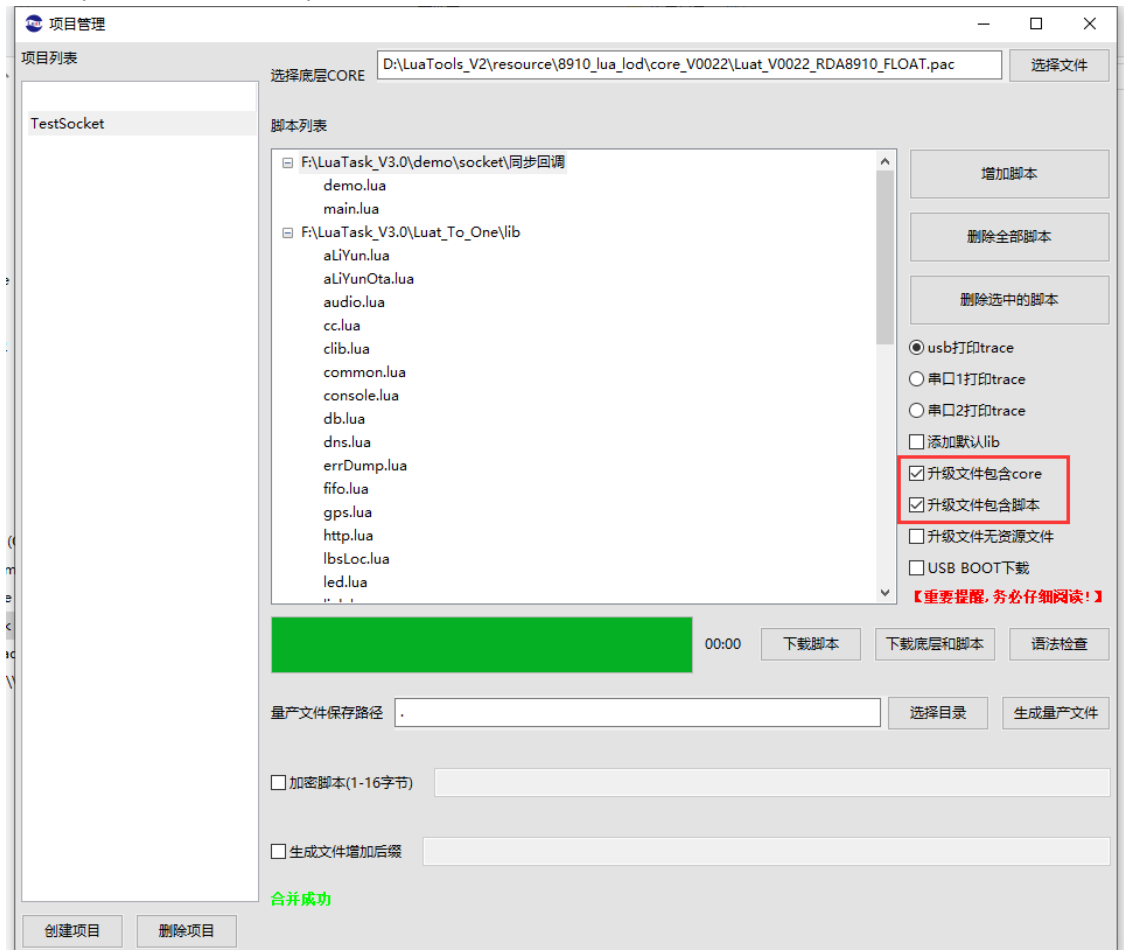 项目管理
项目列表
选择底层CORE
D:\LuaTools_V2\resource\8910_lua_lod\core_V0022\Luat_V0022_RDA8910_FLOAT.pac
选择文件
TestSocket
脚本列表
F:\LuaTask_V3.0\demo\socket\同步回调
demo.lua
main.lua
F:\LuaTask_V3.0\Luat_To_One\lib
aLiYun.lua
aLiYunOta.lua
audio.lua
cc.lua
clib.lua
common.lua
console.lua
db.lua
dns.lua
errDump.lua
fifo.lua
gps.lua
http.lua
lbsLoc.lua
led.lua
增加脚本
删除全部脚本
删除选中的脚本
usb打印trace
串口1打印trace
串口2打印trace
添加默认lib
升级文件包含core
升级文件包含脚本
升级文件无资源文件
USB BOOT下载
【重要提醒,务必仔细阅读!】
00:00
下载脚本
下载底层和脚本
语法检查
量产文件保存路径
.
选择目录
生成量产文件
加密脚本(1-16字节)
生成文件增加后缀
合并成功
创建项目
删除项目